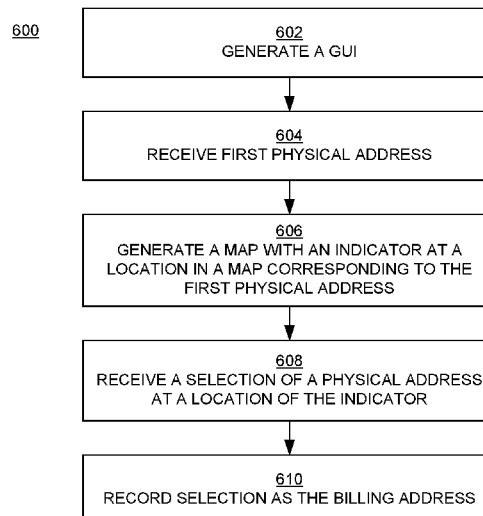 600
602
GENERATE A GUI
604
RECEIVE FIRST PHYSICAL ADDRESS
606
GENERATE A MAP WITH AN INDICATOR AT A
LOCATION IN A MAP CORRESPONDING TO THE
FIRST PHYSICAL ADDRESS
608
RECEIVE A SELECTION OF A PHYSICAL ADDRESS
AT A LOCATION OF THE INDICATOR
610
RECORD SELECTION AS THE BILLING ADDRESS